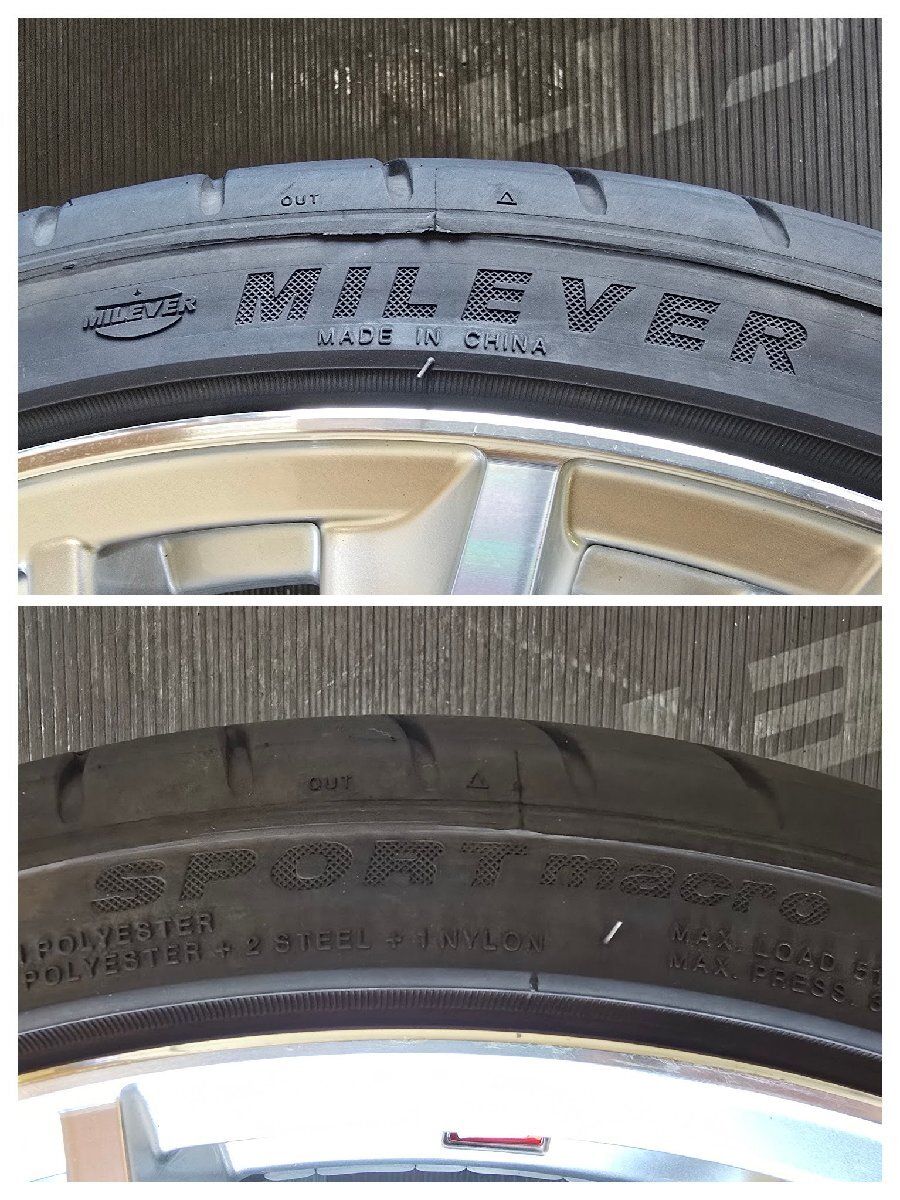 OUT
MILEVER
MILEVER
MADE IN CHINA
OUT
SPORT macro
POLYESTER
POLYESTER + 2 STEEL + 1 NYLON
MAX. LOAD
MAX. PRESS.